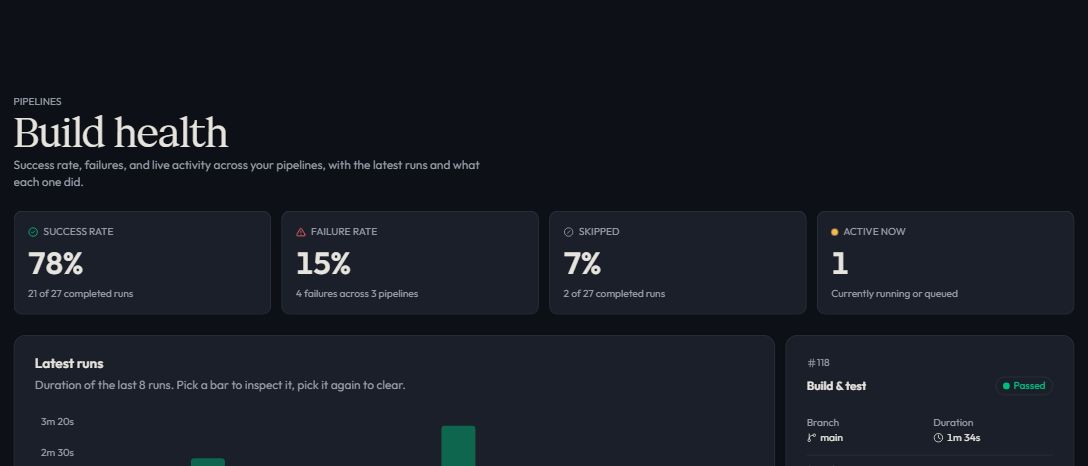 PIPELINES
Build health
Success rate, failures, and live activity across your pipelines, with the latest runs and what
each one did.
SUCCESS RATE
78%
21 of 27 completed runs
FAILURE RATE
15%
4 failures across 3 pipelines
SKIPPED
7%
2 of 27 completed runs
ACTIVE NOW
1
Currently running or queued
Latest runs
Duration of the last 8 runs. Pick a bar to inspect it, pick it again to clear.
3m 20s
2m 30s
#118
Build & test
Passed
Branch
main
Duration
1m 34s